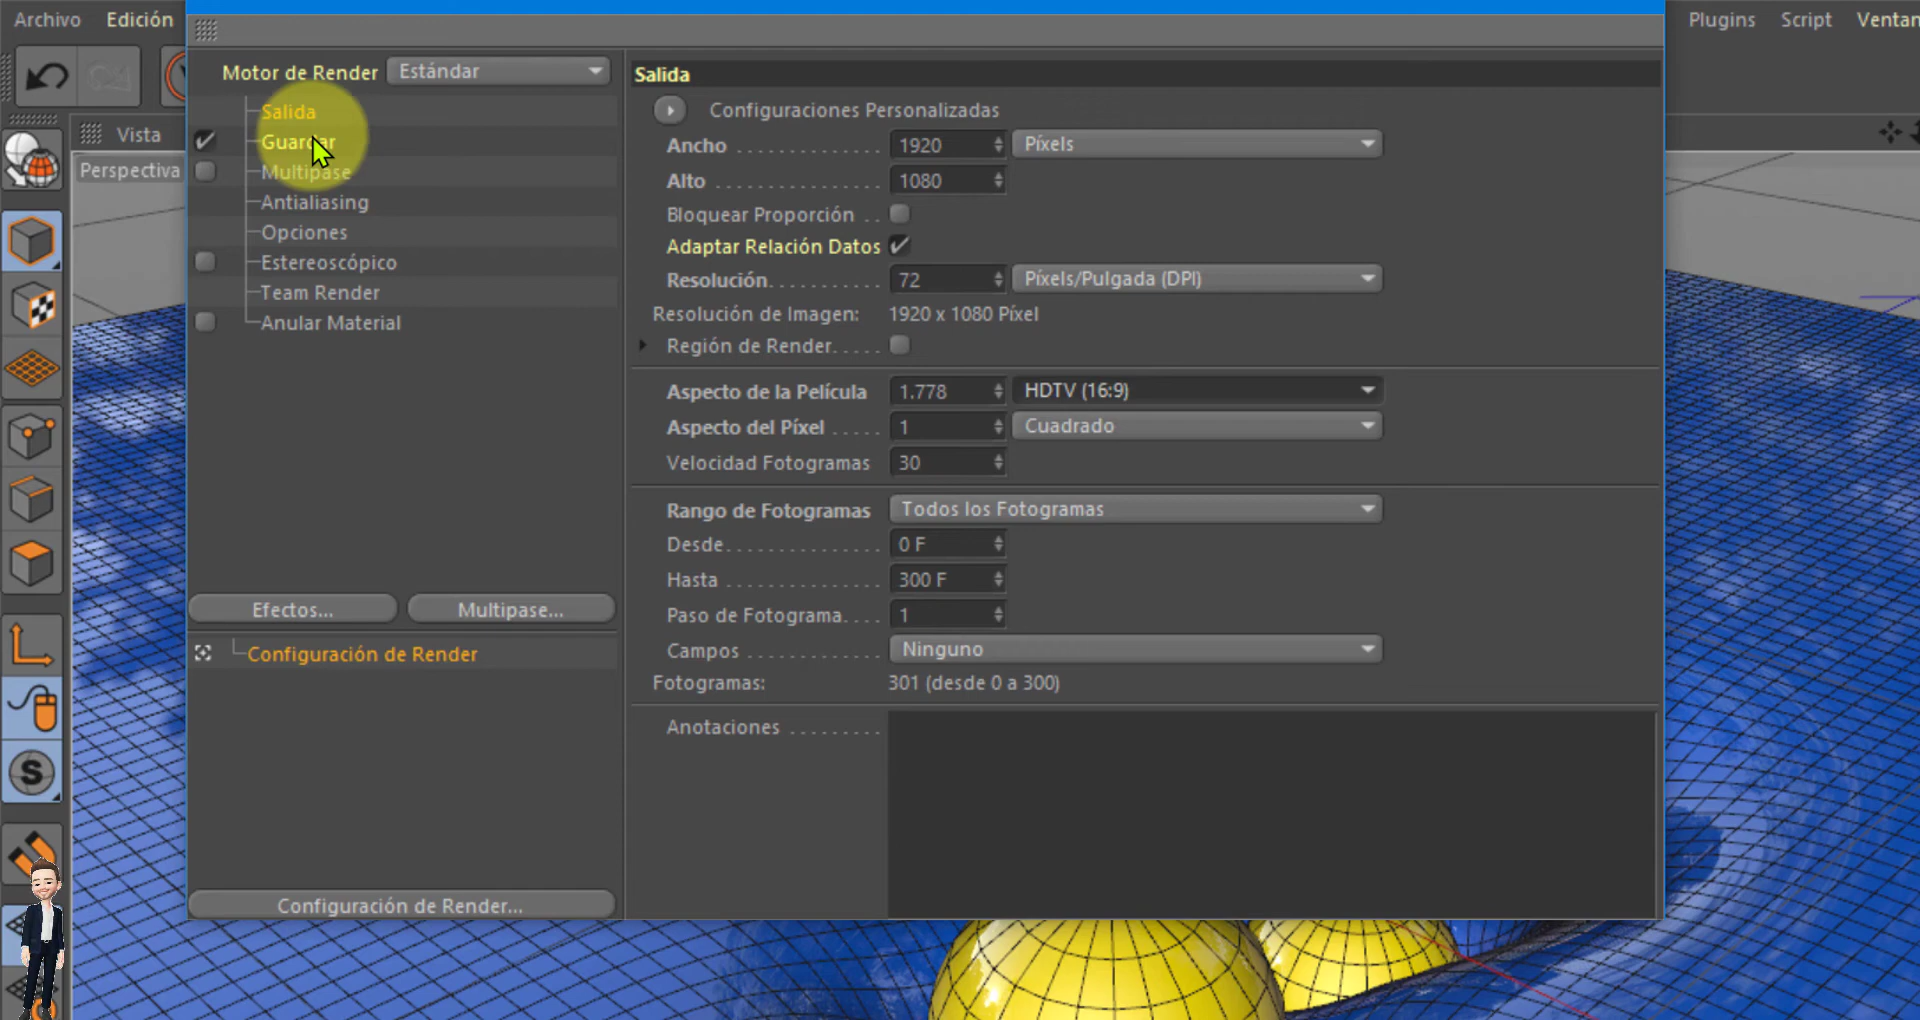 Archivo Edición
Plugins Script Ventan
Motor de Render Estándar
Salida
Guardar
Multipase
Antialiasing
Opciones
Estereoscópico
Team Render
Anular Material
Efectos... Multipase...
Configuración de Render
Configuración de Render...
Vista
Perspectiva
Salida
Configuraciones Personalizadas
Ancho 1920 Píxels
Alto 1080
Bloquear Proporción
Adaptar Relación Datos
Resolución 72 Píxels/Pulgada (DPI)
Resolución de Imagen: 1920 x 1080 Píxel
Región de Render
Aspecto de la Película 1.778 HDTV (16:9)
Aspecto del Píxel 1 Cuadrado
Velocidad Fotogramas 30
Rango de Fotogramas Todos los Fotogramas
Desde 0 F
Hasta 300 F
Paso de Fotograma 1
Campos Ninguno
Fotogramas: 301 (desde 0 a 300)
Anotaciones
S